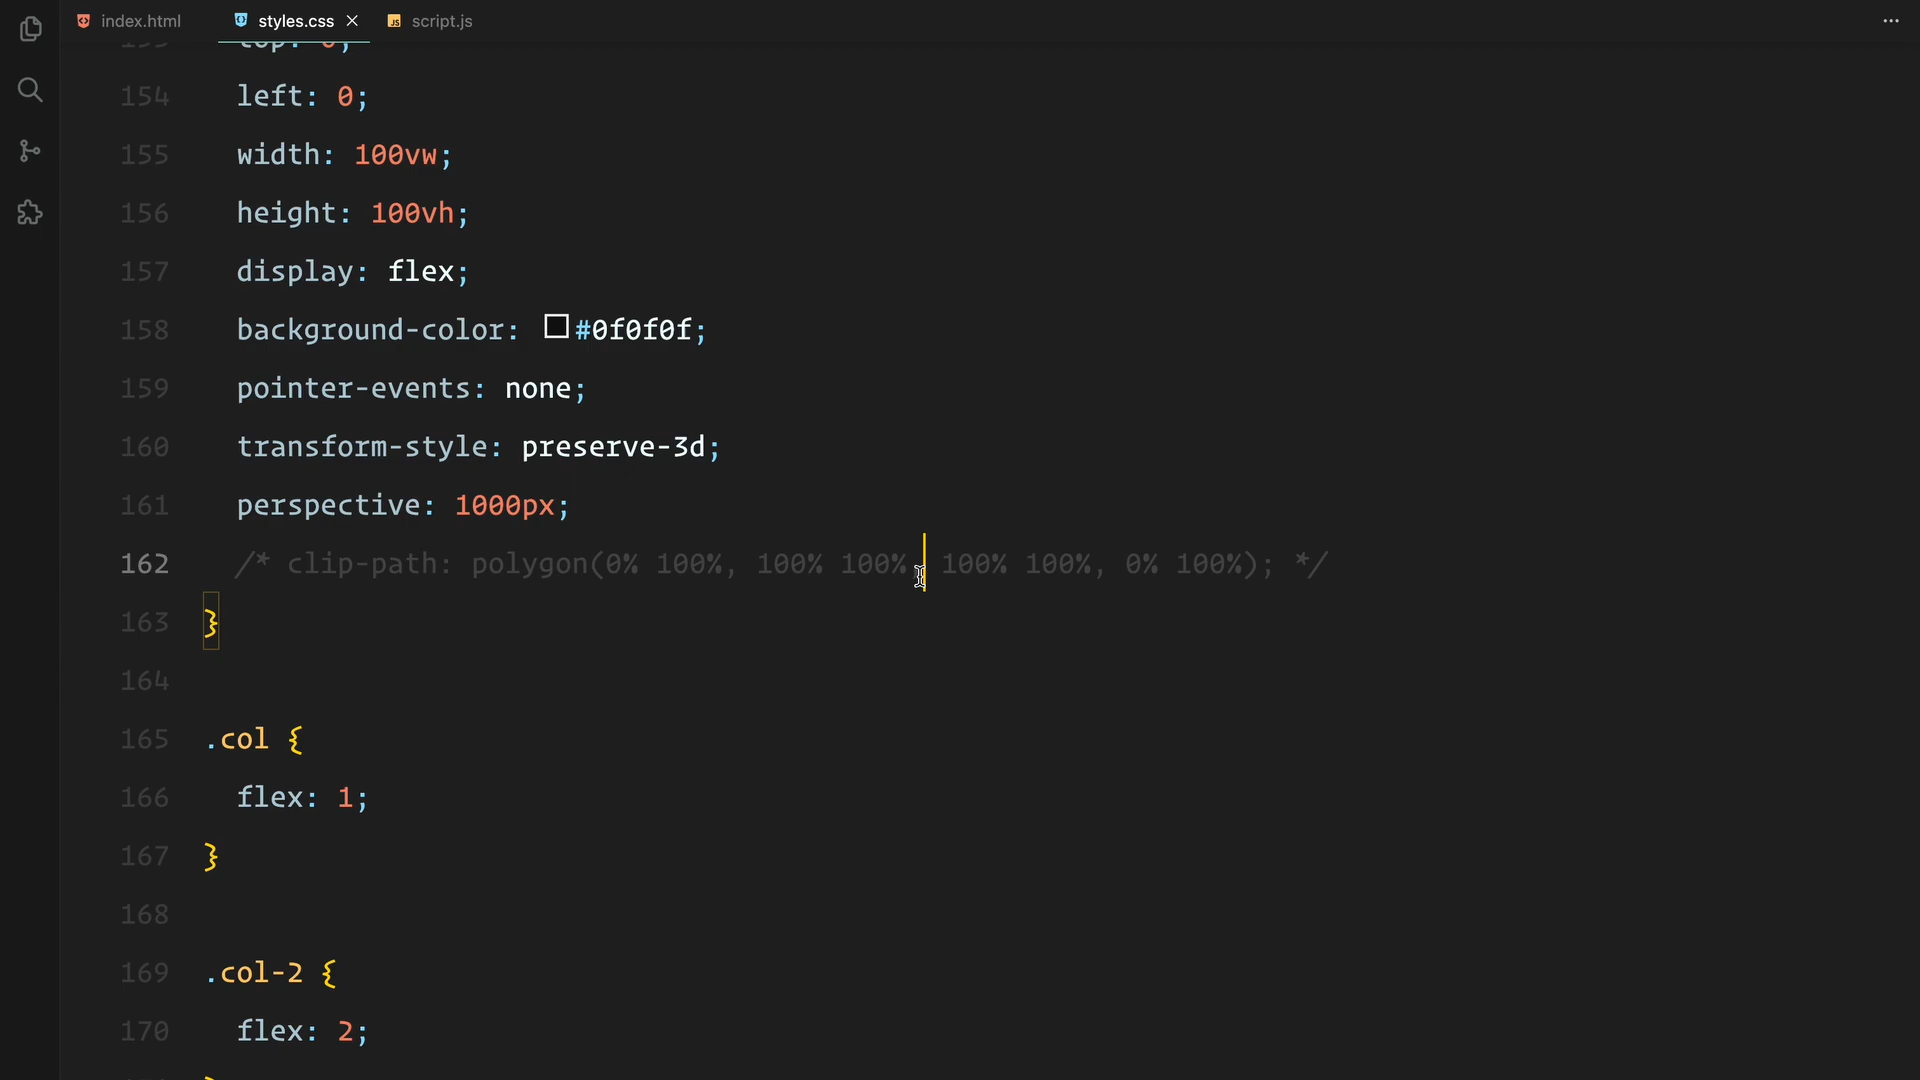 index.html styles.css script.js
153 top: 0;
154 left: 0;
155 width: 100vw;
156 height: 100vh;
157 display: flex;
158 background-color: #0f0f0f;
159 pointer-events: none;
160 transform-style: preserve-3d;
161 perspective: 1000px;
162 /* clip-path: polygon(0% 100%, 100% 100%, 100% 100%, 0% 100%); */
163 }
164
165 .col {
166 flex: 1;
167 }
168
169 .col-2 {
170 flex: 2;